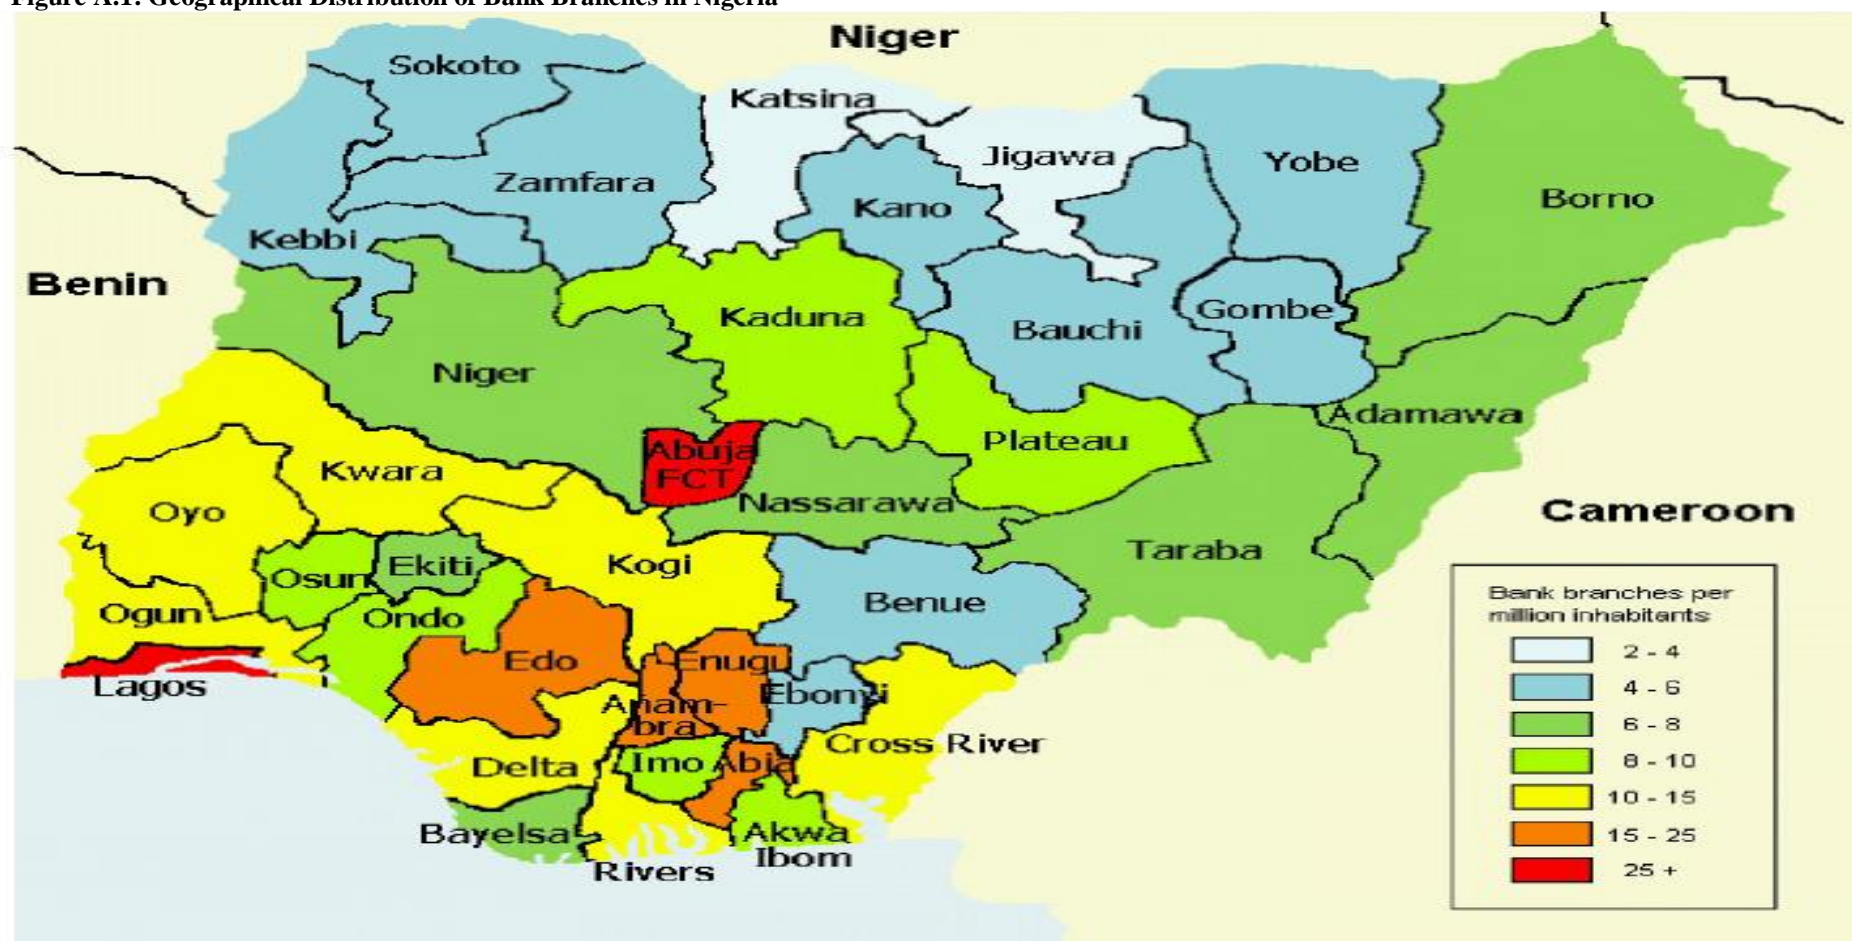 Figure A.1: Geographical Distribution of Bank Branches in Nigeria
Niger
Sokoto
Katsina
Jigawa
Yobe
Zamfara
Kano
Borno
Kebbi
Benin
Kaduna
Gombe
Bauchi
Niger
Adamawa
Plateau
Abuja
FCT
Kwara
Nassarawa
Oyo
Cameroon
Taraba
Kogi
Ekiti
Osun
Benue
Ogun
Ondo
Edo
Enugu
Lagos
Ebonyi
Anam-
bra
Cross River
Delta
Imo
Abia
Bayelsa
Akwa
Ibom
Rivers
Bank branches per
million inhabitants
2 - 4
4 - 6
6 - 8
8 - 10
10 - 15
15 - 25
25 +